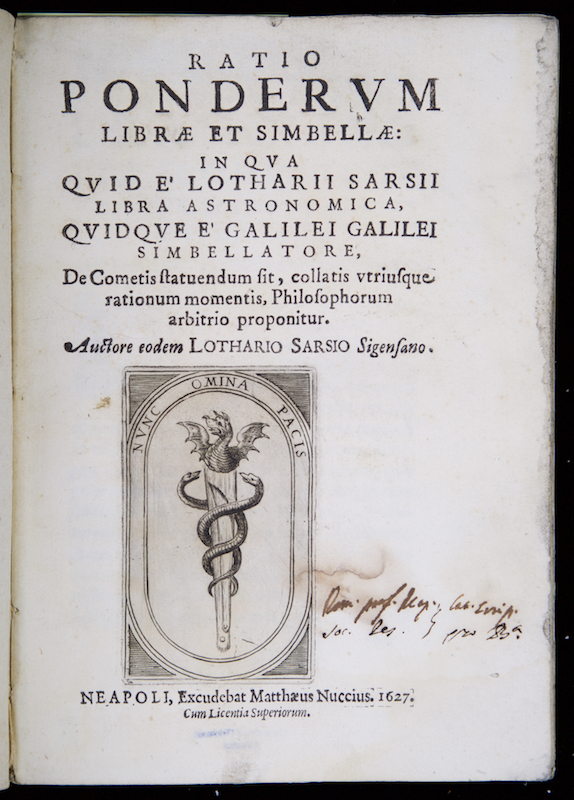 RATIO
PONDERVM
LIBRÆ ET SIMBELLÆ:
IN QVA
QVID E' LOTHARII SARSII
LIBRA ASTRONOMICA,
QVIDQVE E' GALILEI GALILEI
SIMBELLATORE,
De Cometis ſtatuendum ſit, collatis vtriuſque
rationum momentis, Philoſophorum
arbitrio proponitur.
Auctore eodem LOTHARIO SARSIO Sigenſano.
NVNC OMINA PACIS
soc. Jes.
NEAPOLI, Excudebat Matthæus Nuccius. 1627.
Cum Licentia Superiorum.